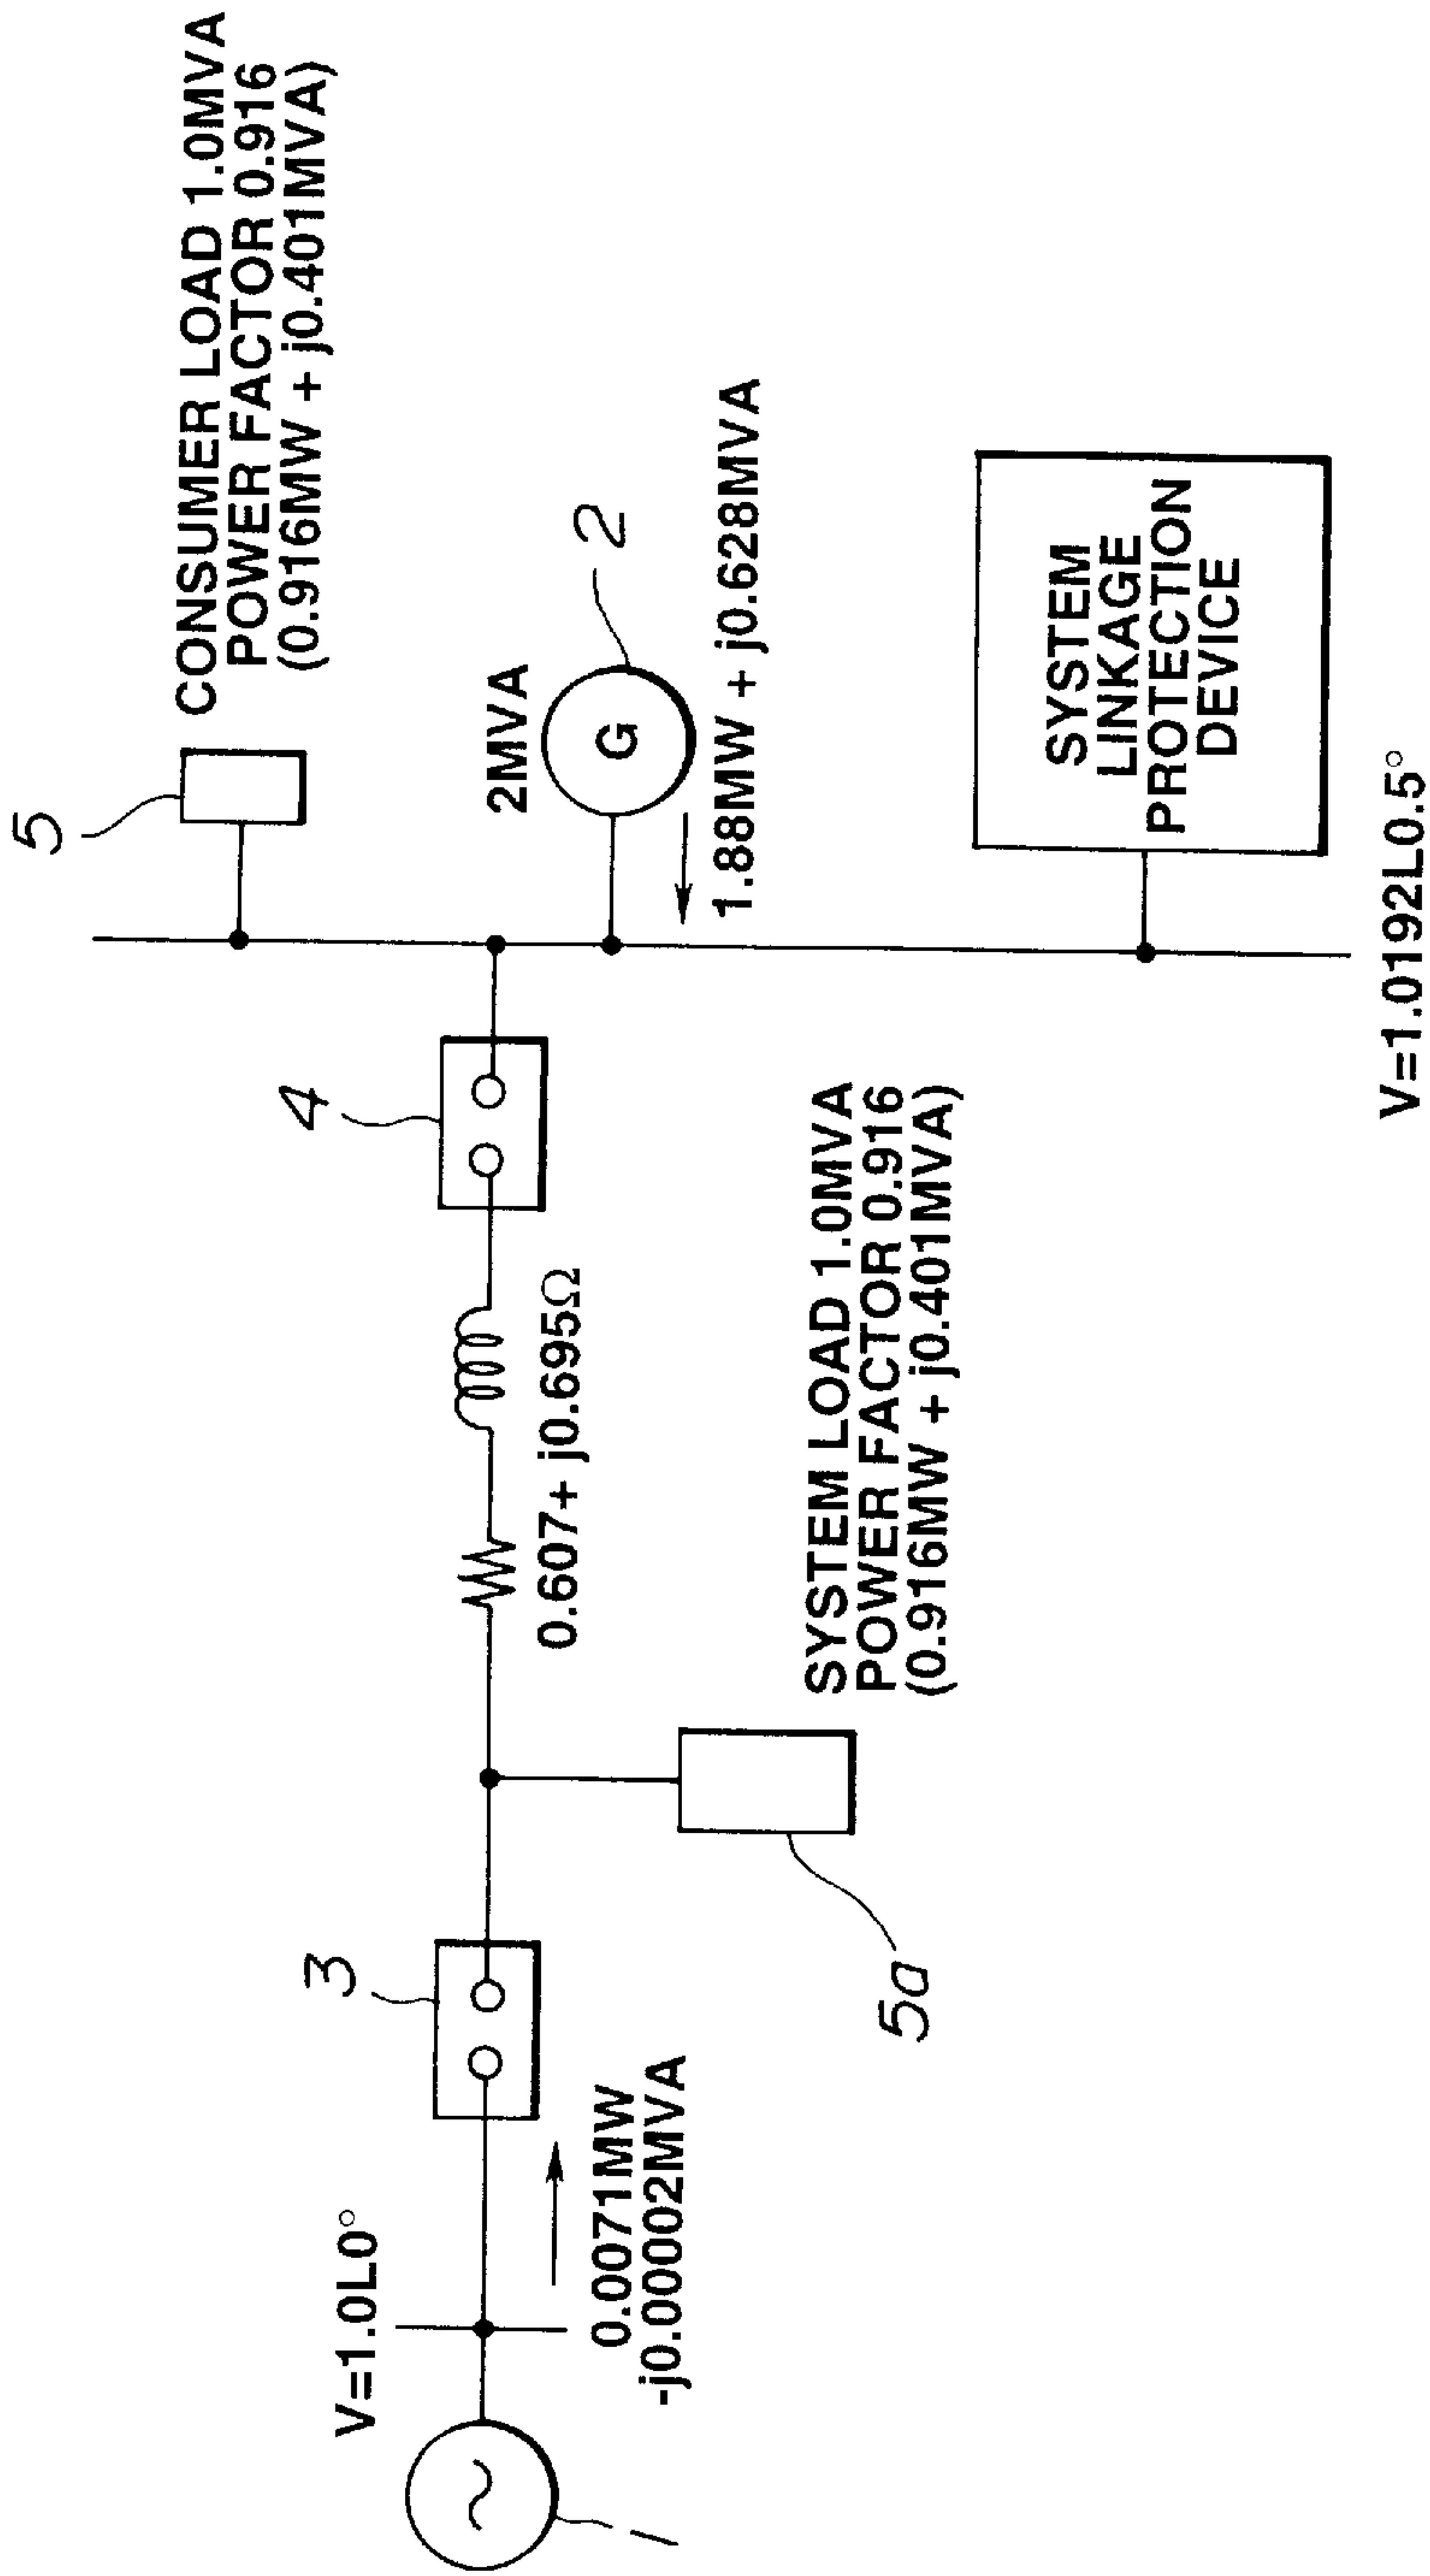 5
CONSUMER LOAD 1.0MVA
POWER FACTOR 0.916
(0.916MW + j0.401MVA)
4
3
V=1.0L0°
2MVA
G
2
1.88MW + j0.628MVA
0.607+ j0.695Ω
0.0071MW
-j0.00002MVA
1
SYSTEM LOAD 1.0MVA
POWER FACTOR 0.916
(0.916MW + j0.401MVA)
5a
SYSTEM
LINKAGE
PROTECTION
DEVICE
V=1.0192L0.5°